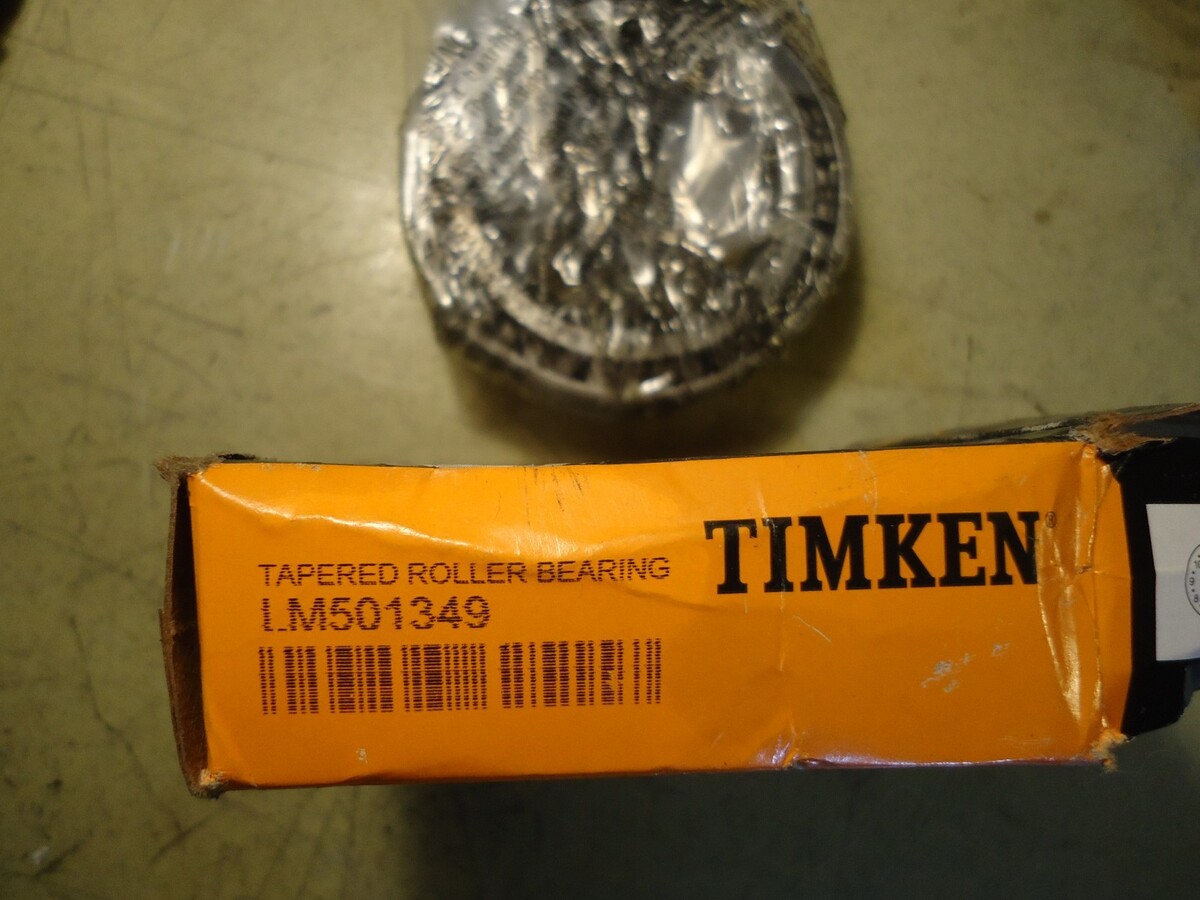 TIMKEN®
TAPERED ROLLER BEARING
LM501349